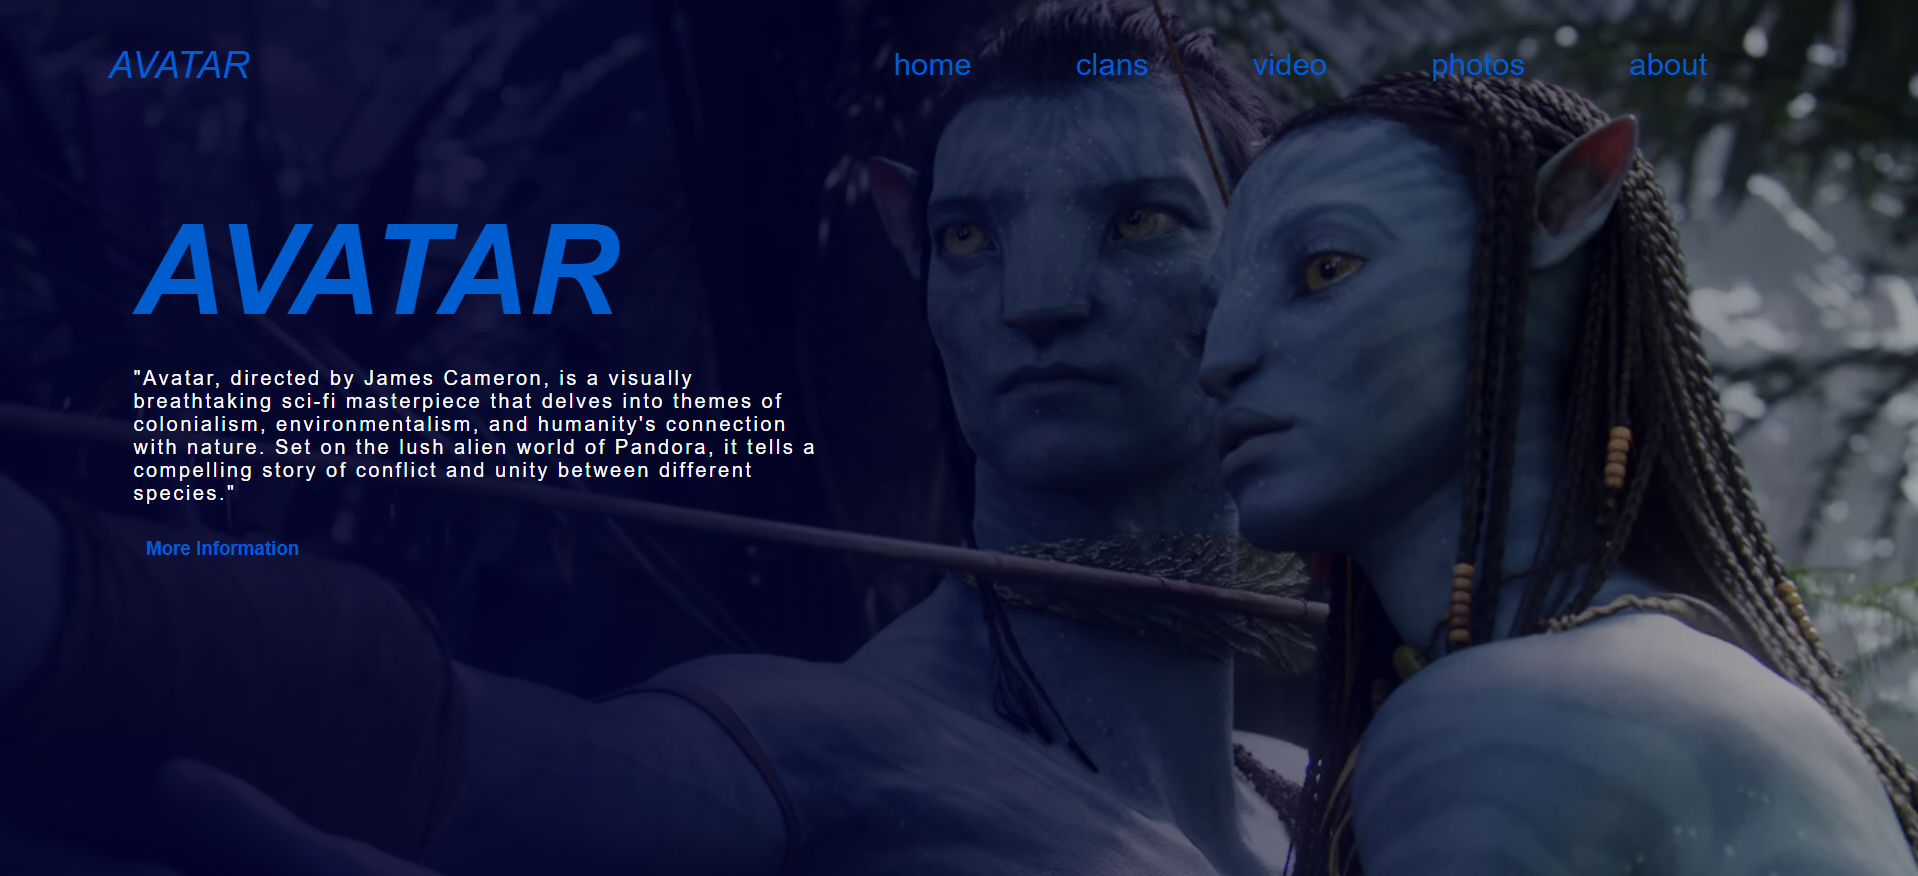 AVATAR
home clans video photos about
AVATAR
"Avatar, directed by James Cameron, is a visually
breathtaking sci-fi masterpiece that delves into themes of
colonialism, environmentalism, and humanity's connection
with nature. Set on the lush alien world of Pandora, it tells a
compelling story of conflict and unity between different
species."
More Information